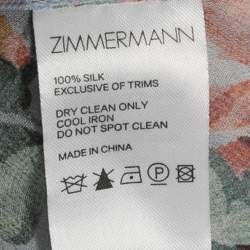 ZIMMERMANN
100% SILK
EXCLUSIVE OF TRIMS
DRY CLEAN ONLY
COOL IRON
DO NOT SPOT CLEAN
MADE IN CHINA
P